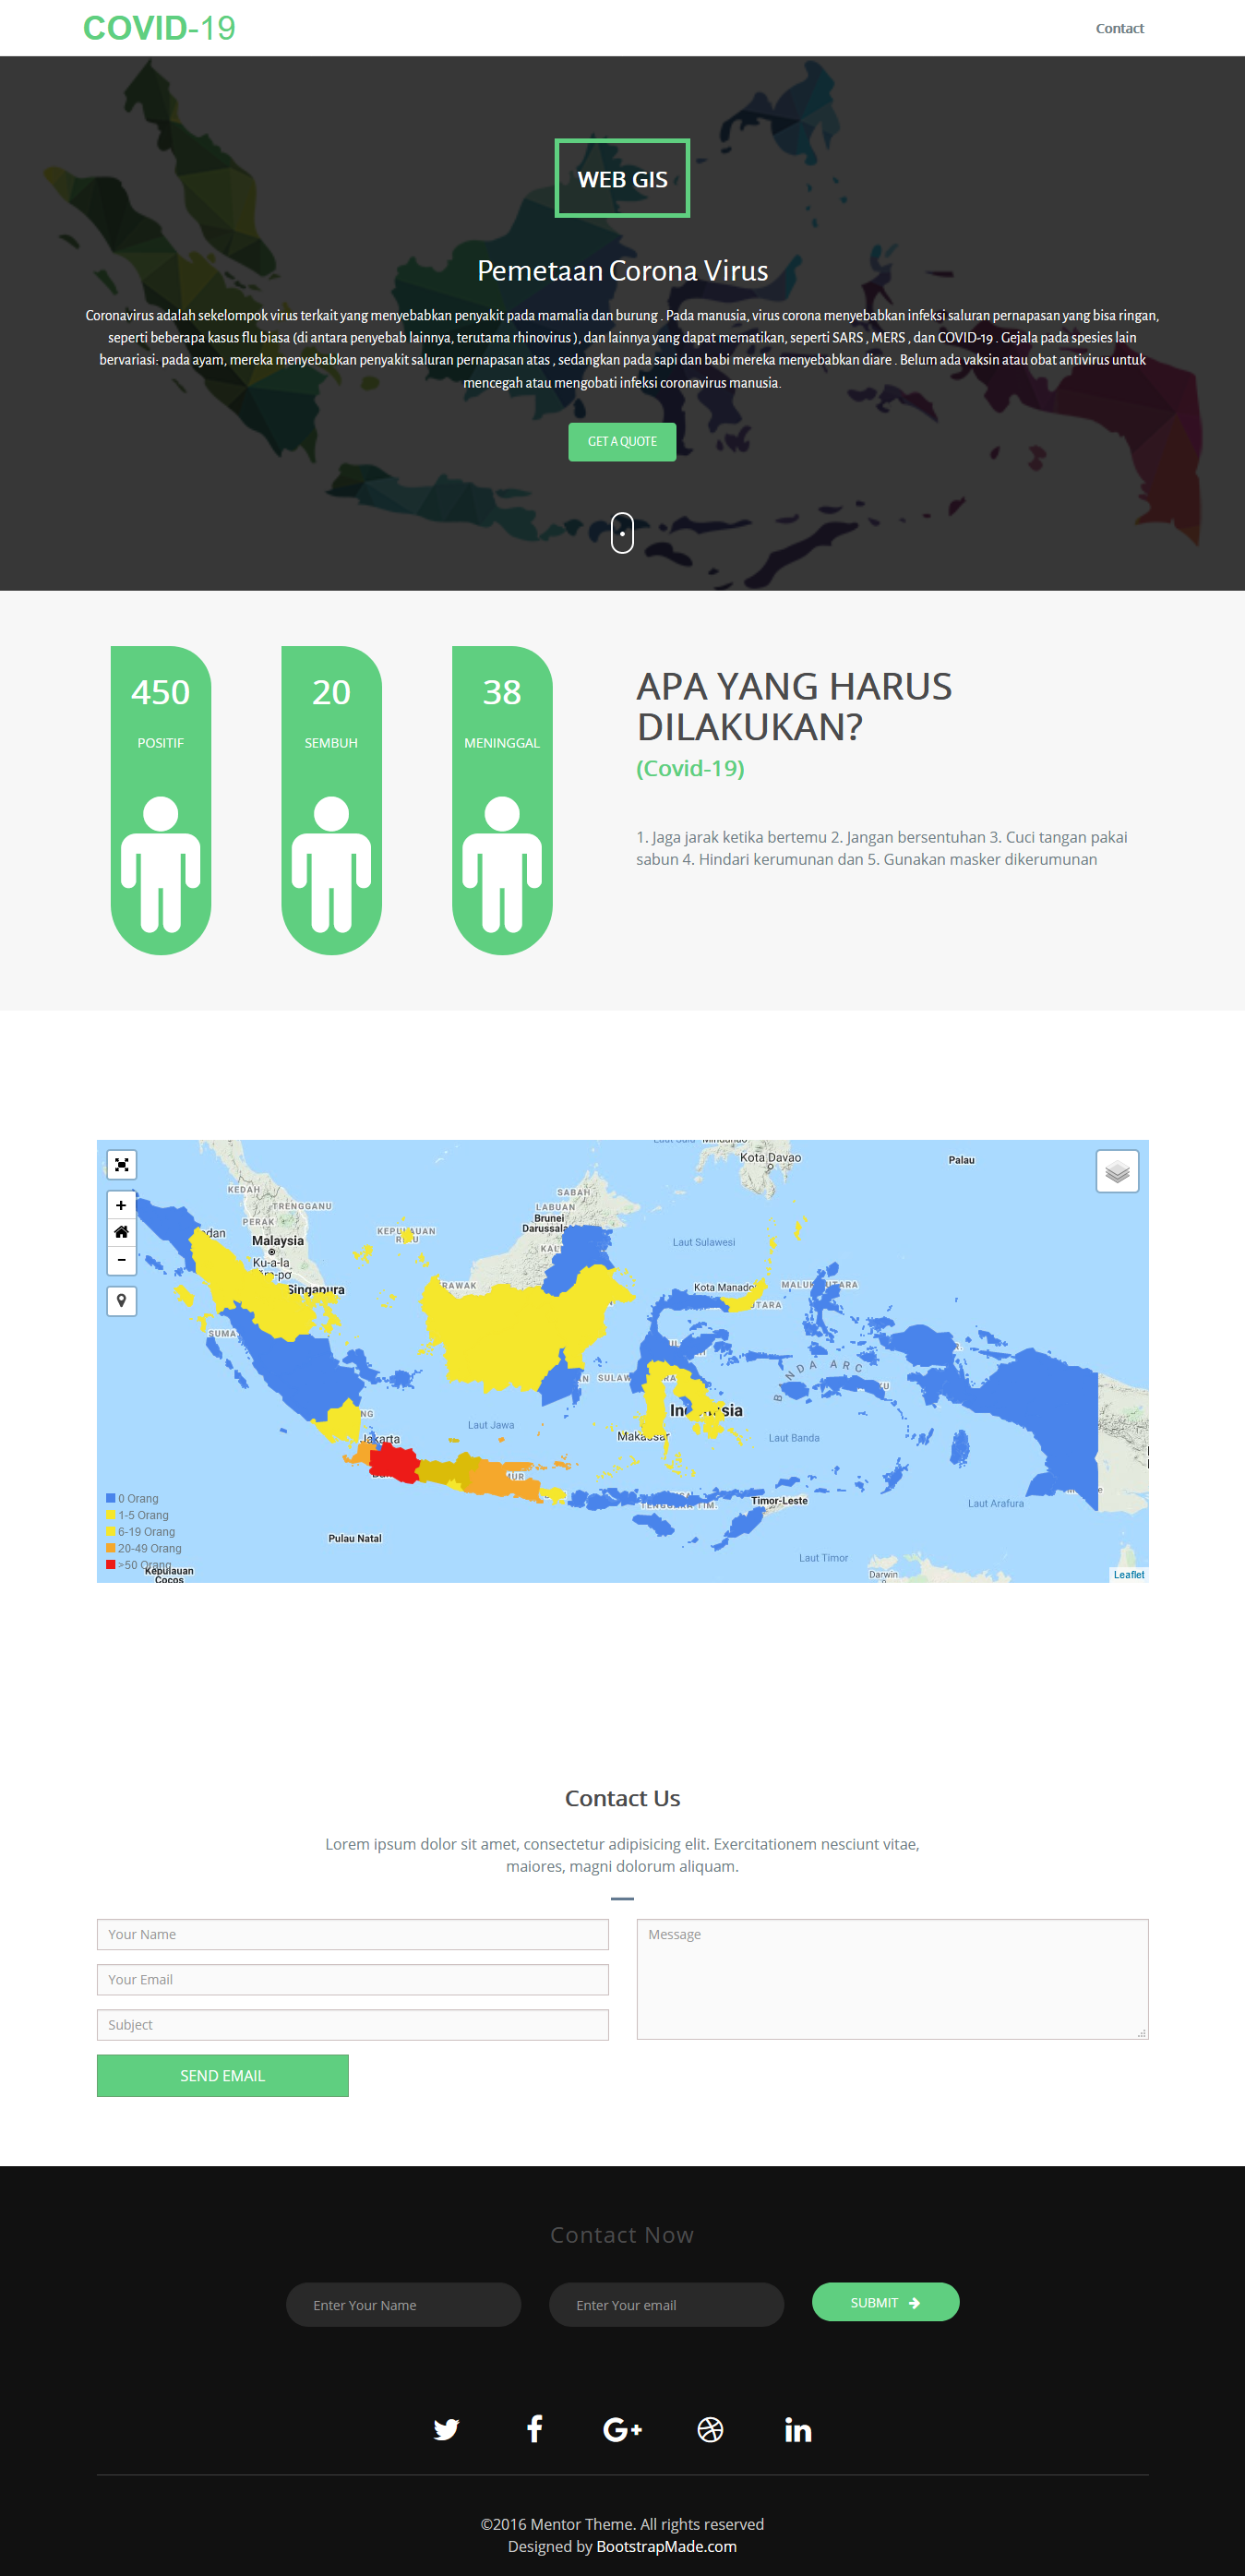 COVID-19
Contact
WEB GIS
Pemetaan Corona Virus
Coronavirus adalah sekelompok virus terkait yang menyebabkan penyakit pada mamalia dan burung . Pada manusia, virus corona menyebabkan infeksi saluran pernapasan yang bisa ringan,
seperti beberapa kasus flu biasa (di antara penyebab lainnya, terutama rhinovirus ), dan lainnya yang dapat mematikan, seperti SARS , MERS , dan COVID-19 . Gejala pada spesies lain
bervariasi: pada ayam, mereka menyebabkan penyakit saluran pernapasan atas , sedangkan pada sapi dan babi mereka menyebabkan diare . Belum ada vaksin atau obat antivirus untuk
mencegah atau mengobati infeksi coronavirus manusia.
GET A QUOTE
450
POSITIF
20
SEMBUH
38
MENINGGAL
APA YANG HARUS
DILAKUKAN?
(Covid-19)
1. Jaga jarak ketika bertemu 2. Jangan bersentuhan 3. Cuci tangan pakai
sabun 4. Hindari kerumunan dan 5. Gunakan masker dikerumunan
Kota Davao
Palau
KEDAH
TRENGGANU
PERAK
Malaysia
Singapura
SABAH
LABUAN
Brunei
Laut Sulawesi
Kota Manado
BANDA ARC
Jakarta
Laut Jawa
Laut Banda
Timor-Leste
Laut Arafura
Pulau Natal
Laut Timor
Darwin
0 Orang
1-5 Orang
6-19 Orang
20-49 Orang
>50 Orang
Kepulauan
Cocos
Leaflet
Contact Us
Lorem ipsum dolor sit amet, consectetur adipisicing elit. Exercitationem nesciunt vitae,
maiores, magni dolorum aliquam.
Your Name
Message
Your Email
Subject
SEND EMAIL
Contact Now
Enter Your Name
Enter Your email
SUBMIT
©2016 Mentor Theme. All rights reserved
Designed by BootstrapMade.com